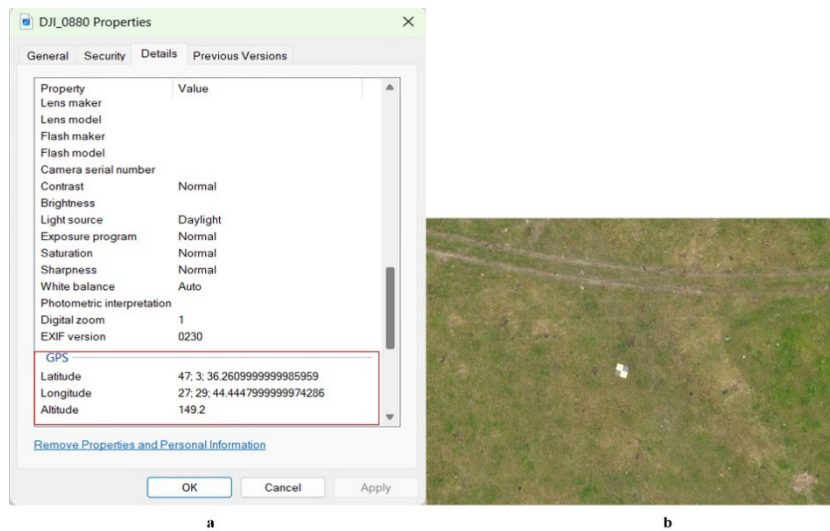 DJI_0880 Properties
General Security Details Previous Versions
Property Value
Lens maker
Lens model
Flash maker
Flash model
Camera serial number
Contrast Normal
Brightness
Light source Daylight
Exposure program Normal
Saturation Normal
Sharpness Normal
White balance Auto
Photometric interpretation
Digital zoom 1
EXIF version 0230
GPS
Latitude 47; 3; 36.2609999999985959
Longitude 27; 29; 44.4447999999974286
Altitude 149.2
Remove Properties and Personal Information
OK Cancel Apply
a b